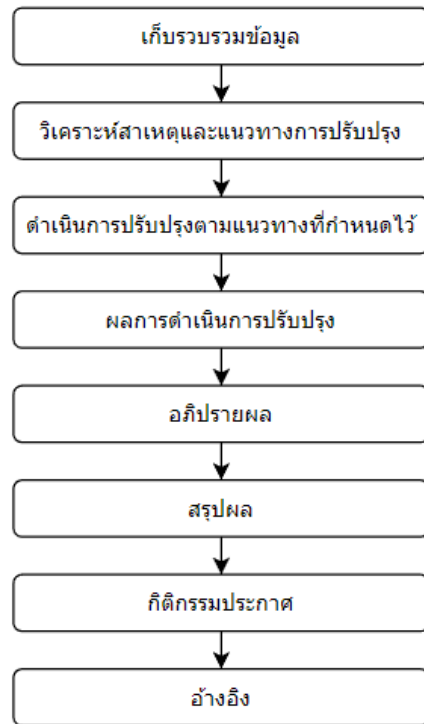 เก็บรวบรวมข้อมูล
วิเคราะห์สาเหตุและแนวทางการปรับปรุง
ดำเนินการปรับปรุงตามแนวทางที่กำหนดไว้
ผลการดำเนินการปรับปรุง
อภิปรายผล
สรุปผล
กิติกรรมประกาศ
อ้างอิง